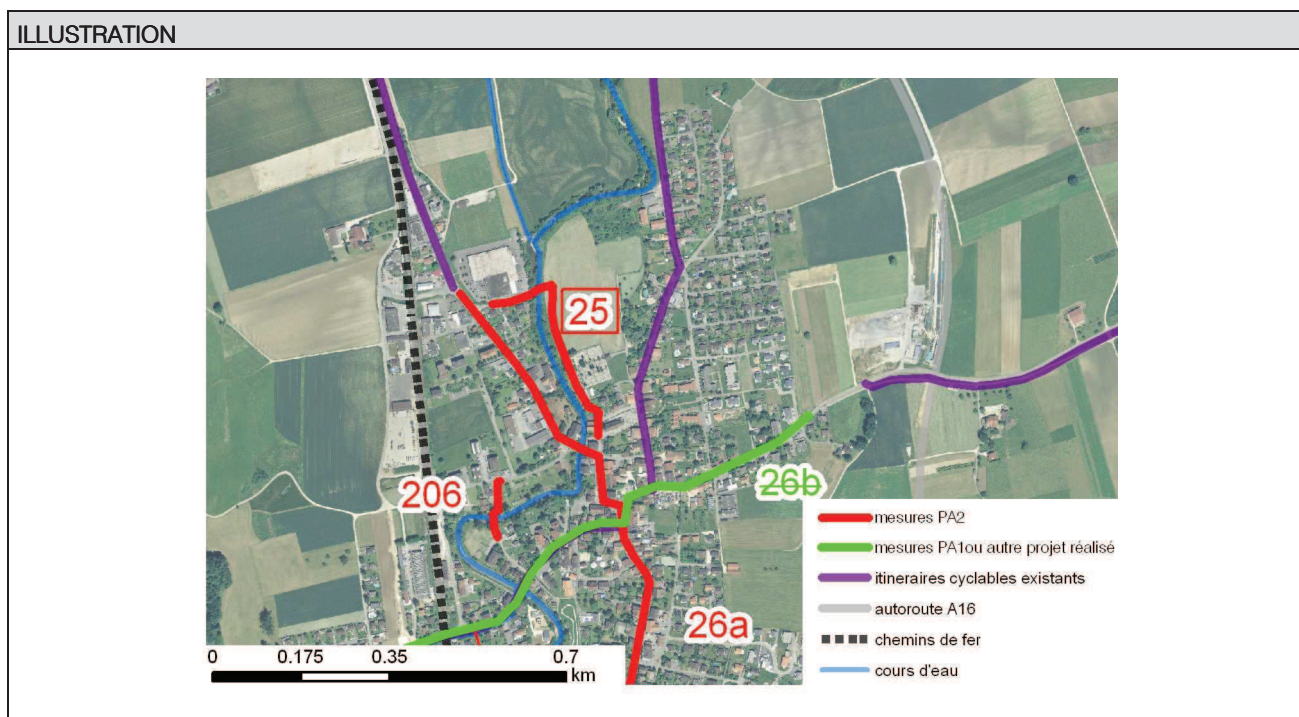 ILLUSTRATION
25
206
26b
26a
mesures PA2
mesures PA1ou autre projet réalisé
itineraires cyclables existants
autoroute A16
chemins de fer
cours d'eau
0 0.175 0.35 0.7
km